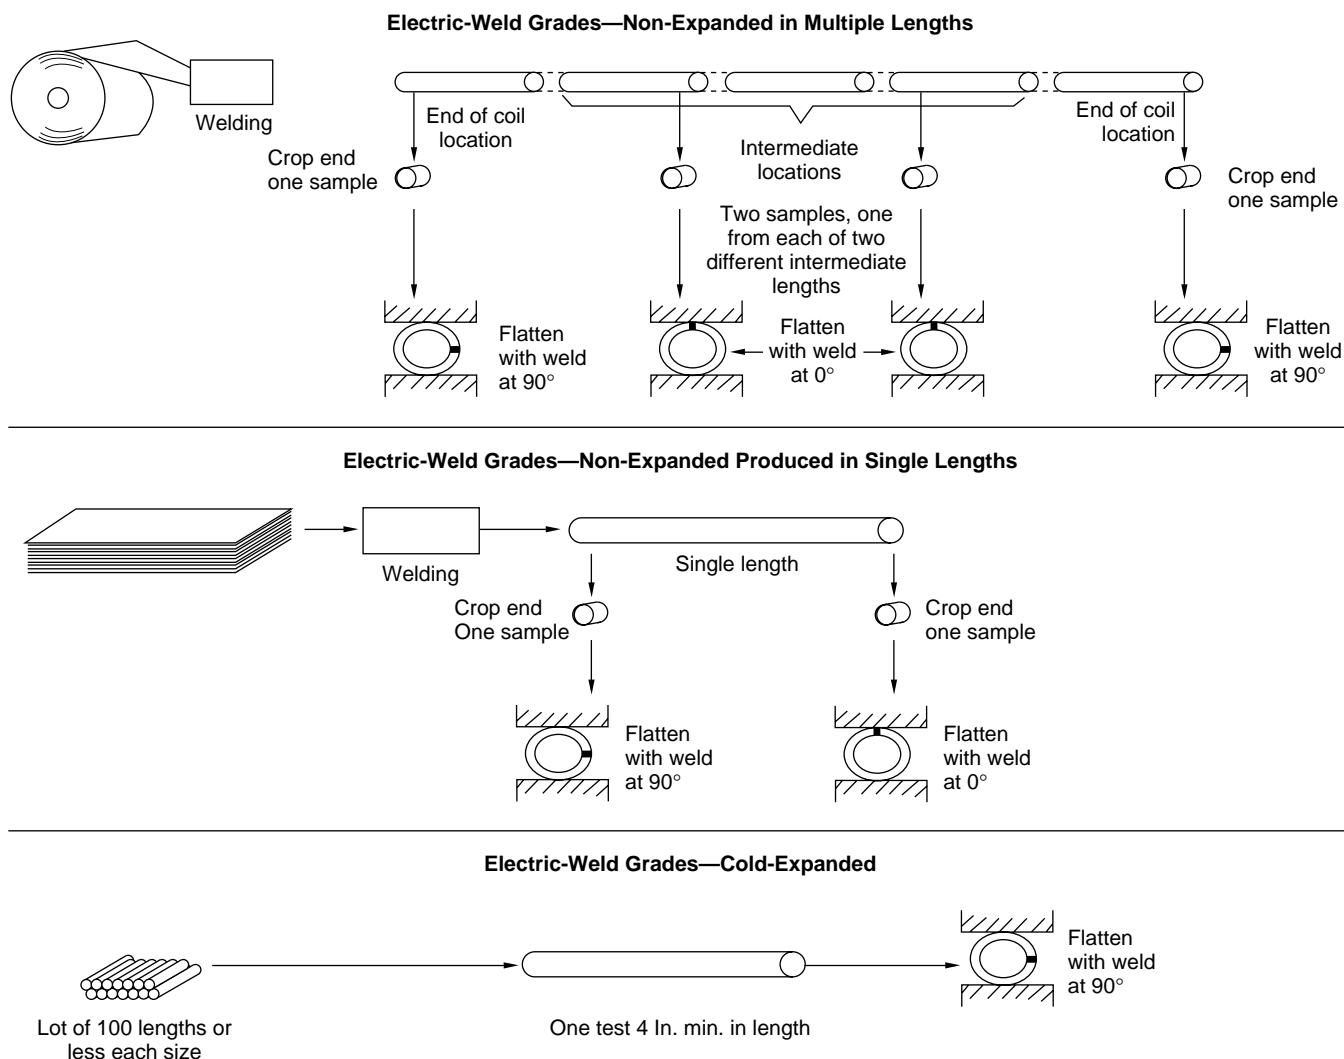 Electric-Weld Grades—Non-Expanded in Multiple Lengths
Welding
End of coil
location
Crop end
one sample
Intermediate
locations
End of coil
location
Crop end
one sample
Two samples, one
from each of two
different intermediate
lengths
Flatten
with weld
at 90°
Flatten
with weld
at 0°
Flatten
with weld
at 90°
Electric-Weld Grades—Non-Expanded Produced in Single Lengths
Welding
Single length
Crop end
One sample
Crop end
one sample
Flatten
with weld
at 90°
Flatten
with weld
at 0°
Electric-Weld Grades—Cold-Expanded
Flatten
with weld
at 90°
Lot of 100 lengths or
less each size
One test 4 In. min. in length